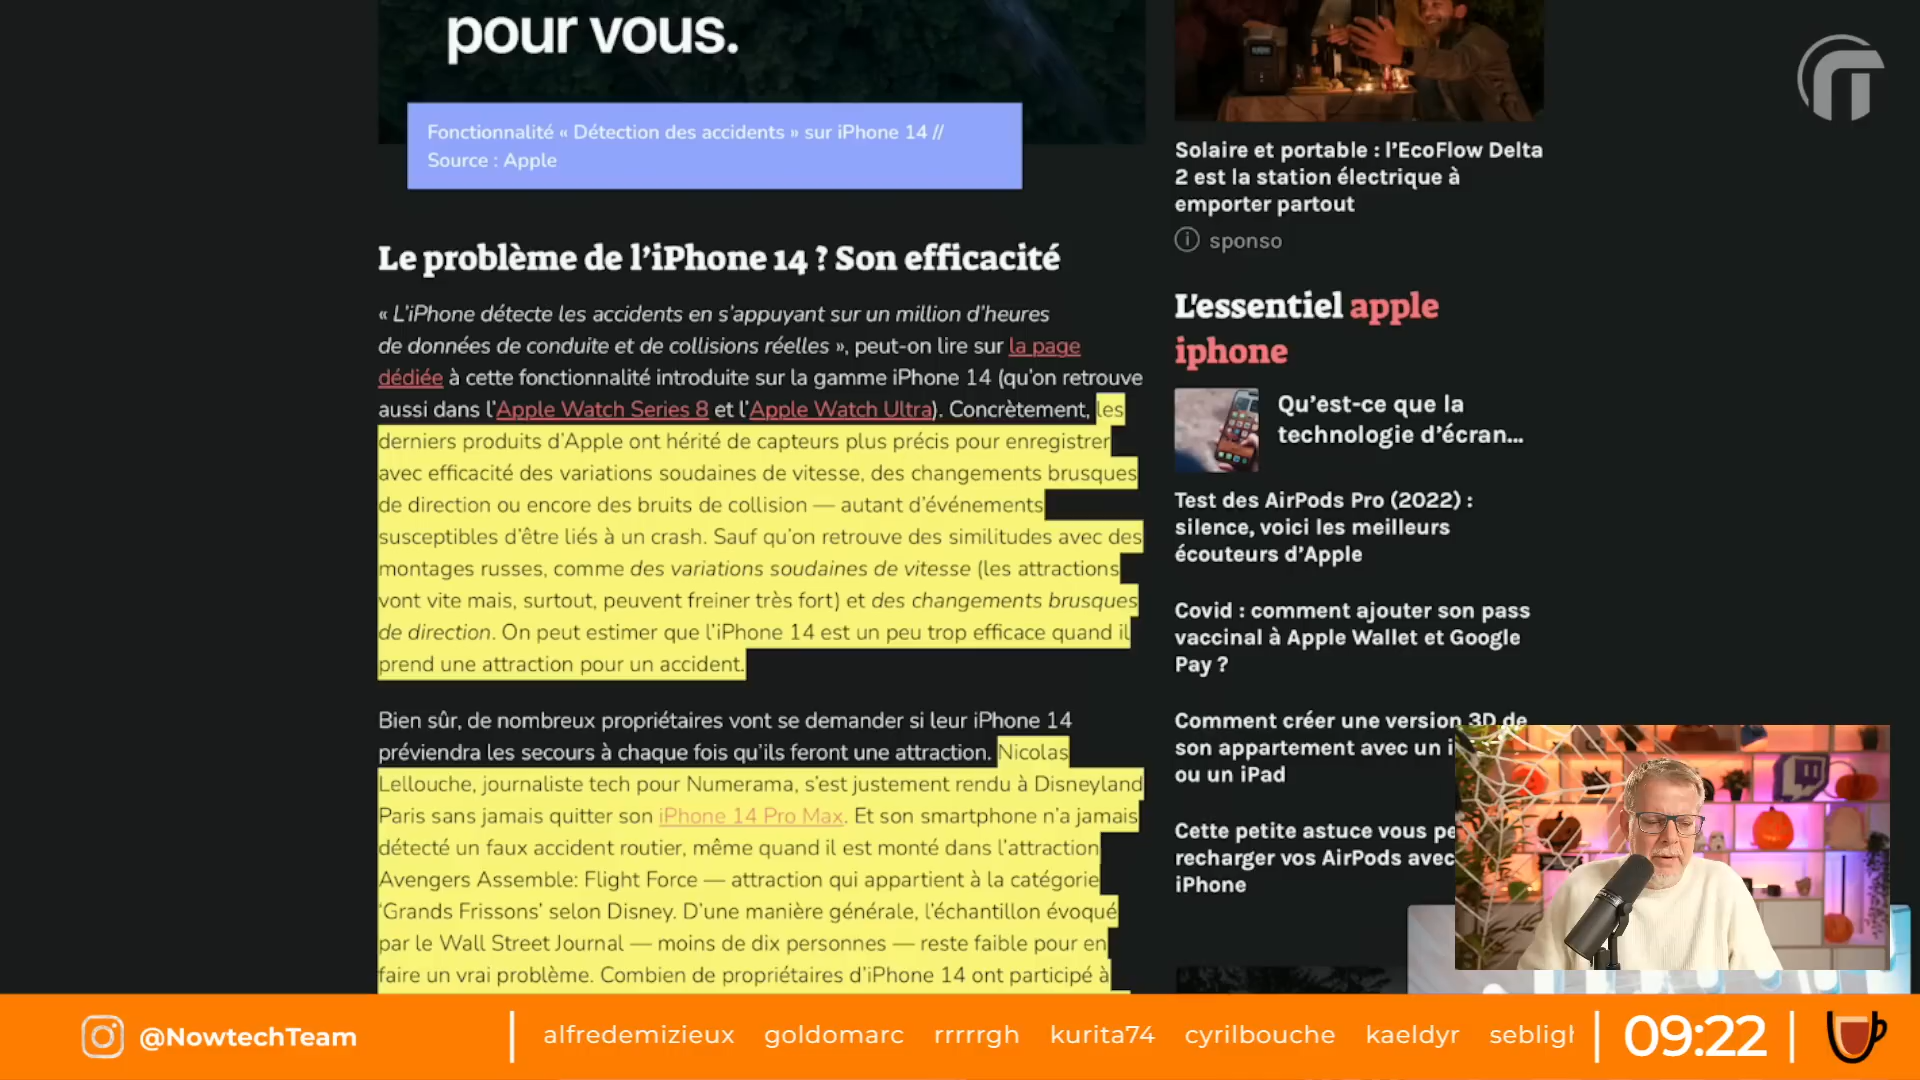 pour vous.
Fonctionnalité « Détection des accidents » sur iPhone 14 //
Source : Apple
Le problème de l’iPhone 14 ? Son efficacité
« L’iPhone détecte les accidents en s’appuyant sur un million d’heures
de données de conduite et de collisions réelles », peut-on lire sur la page
dédiée à cette fonctionnalité introduite sur la gamme iPhone 14 (qu’on retrouve
aussi dans l’Apple Watch Series 8 et l’Apple Watch Ultra). Concrètement, les
derniers produits d’Apple ont hérité de capteurs plus précis pour enregistrer
avec efficacité des variations soudaines de vitesse, des changements brusques
de direction ou encore des bruits de collision — autant d’événements
susceptibles d’être liés à un crash. Sauf qu’on retrouve des similitudes avec des
montages russes, comme des variations soudaines de vitesse (les attractions
vont vite mais, surtout, peuvent freiner très fort) et des changements brusques
de direction. On peut estimer que l’iPhone 14 est un peu trop efficace quand il
prend une attraction pour un accident.
Bien sûr, de nombreux propriétaires vont se demander si leur iPhone 14
préviendra les secours à chaque fois qu’ils feront une attraction. Nicolas
Lellouche, journaliste tech pour Numerama, s’est justement rendu à Disneyland
Paris sans jamais quitter son iPhone 14 Pro Max. Et son smartphone n’a jamais
détecté un faux accident routier, même quand il est monté dans l’attraction
Avengers Assemble: Flight Force — attraction qui appartient à la catégorie
‘Grands Frissons’ selon Disney. D’une manière générale, l’échantillon évoqué
par le Wall Street Journal — moins de dix personnes — reste faible pour en
faire un vrai problème. Combien de propriétaires d’iPhone 14 ont participé à
Solaire et portable : l’EcoFlow Delta
2 est la station électrique à
emporter partout
sponso
L’essentiel apple
iphone
Qu’est-ce que la
technologie d’écran…
Test des AirPods Pro (2022) :
silence, voici les meilleurs
écouteurs d’Apple
Covid : comment ajouter son pass
vaccinal à Apple Wallet et Google
Pay ?
Comment créer une version 3D de
son appartement avec un i
ou un iPad
Cette petite astuce vous pe
recharger vos AirPods avec
iPhone
@NowtechTeam
alfredemizieux goldomarc rrrrrgh kurita74 cyrilbouche kaeldyr sebligh
09:22